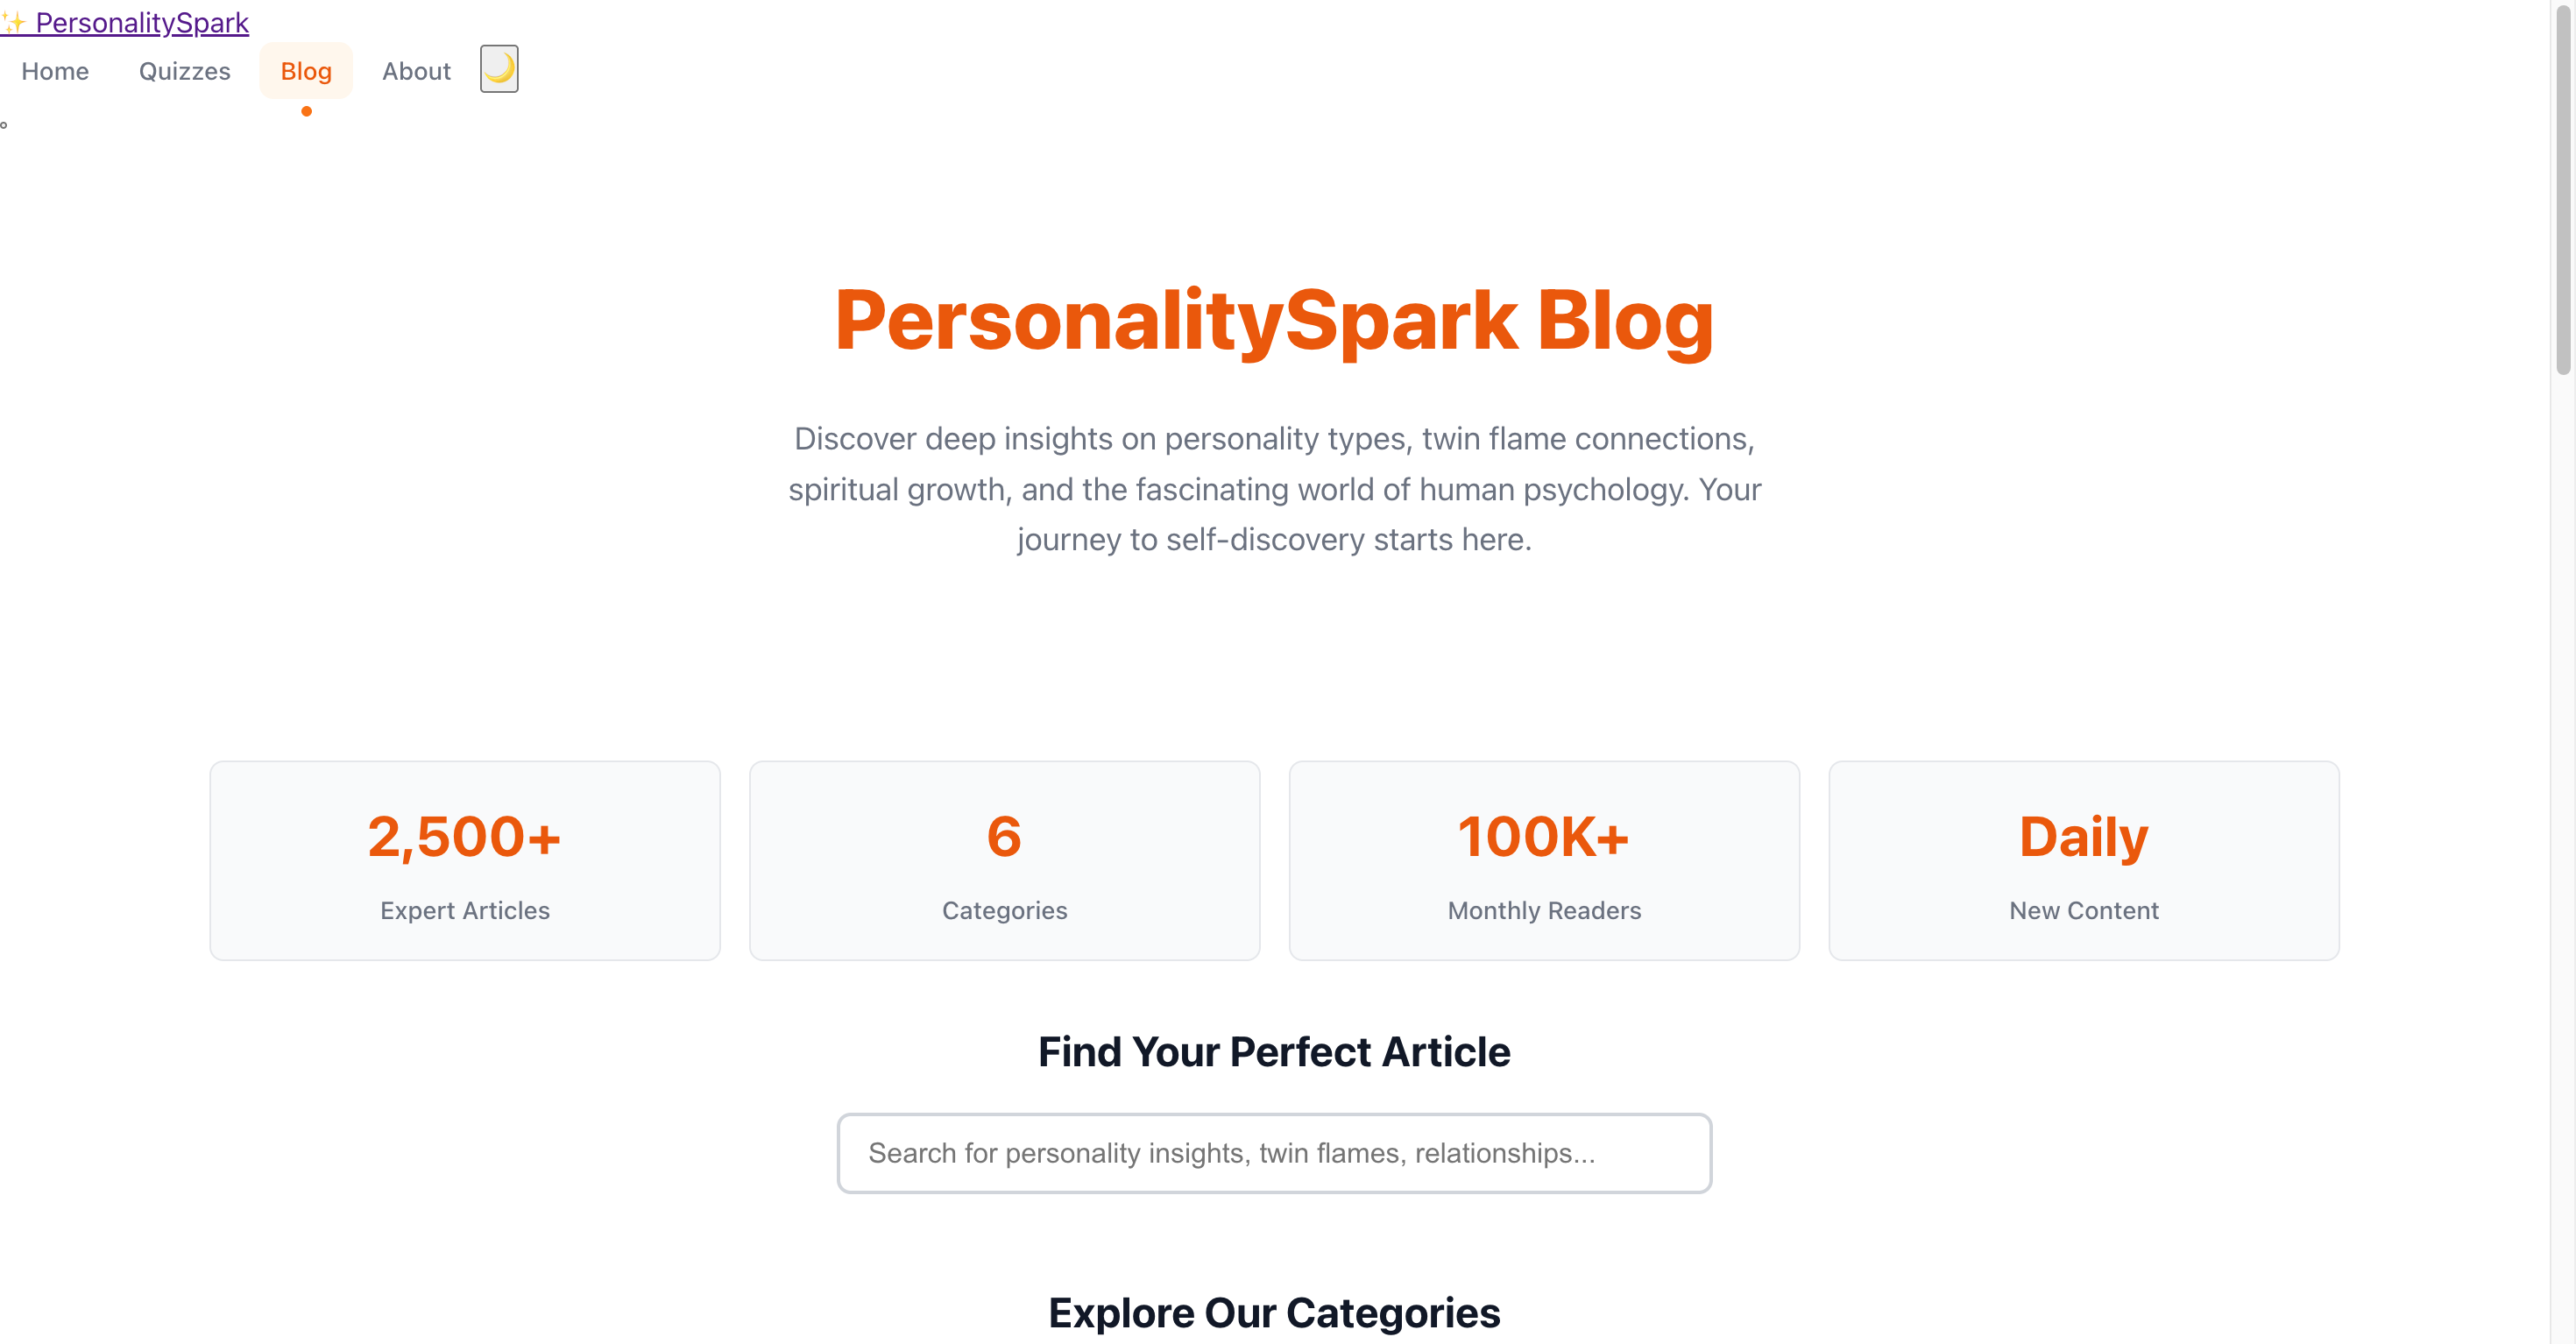 ✨ PersonalitySpark
Home Quizzes Blog About 🌙
PersonalitySpark Blog
Discover deep insights on personality types, twin flame connections,
spiritual growth, and the fascinating world of human psychology. Your
journey to self-discovery starts here.
2,500+ 6 100K+ Daily
Expert Articles Categories Monthly Readers New Content
Find Your Perfect Article
Search for personality insights, twin flames, relationships...
Explore Our Categories